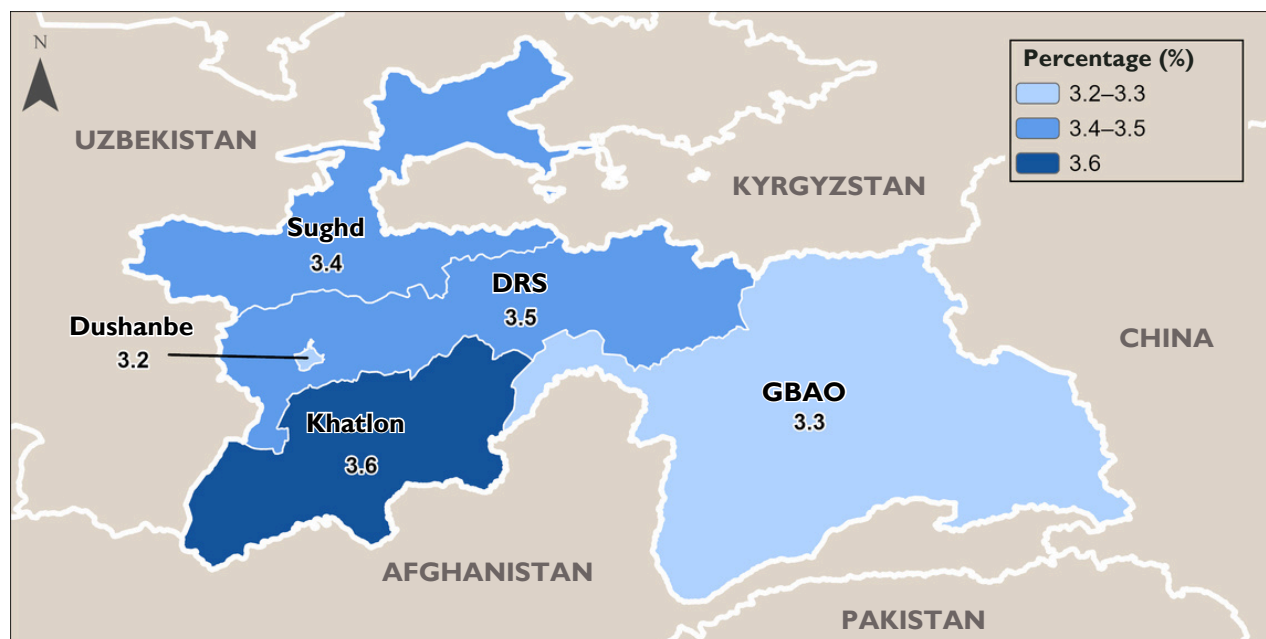 N
Percentage (%)
3.2–3.3
3.4–3.5
3.6
UZBEKISTAN
KYRGYZSTAN
Sughd
3.4
DRS
3.5
Dushanbe
3.2
CHINA
GBAO
3.3
Khatlon
3.6
AFGHANISTAN
PAKISTAN